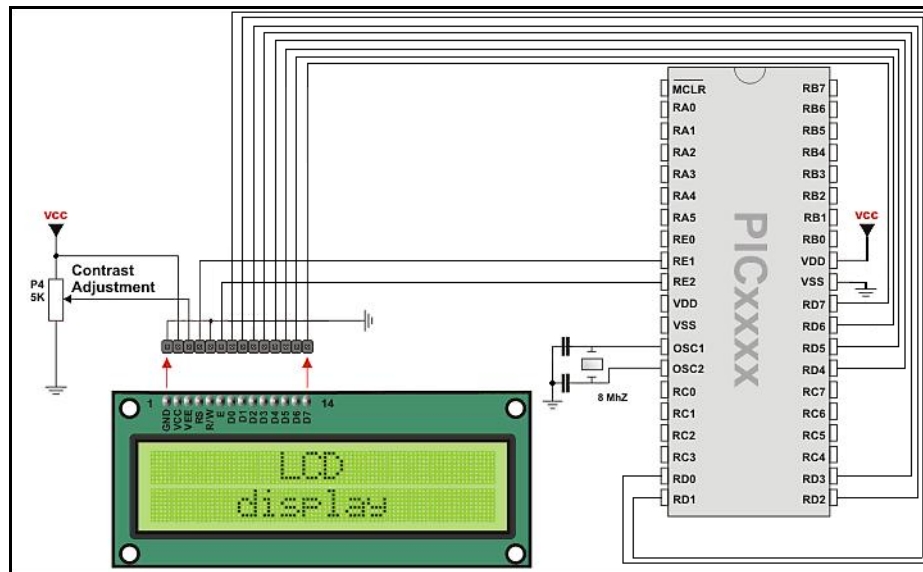 vcc
Contrast
Adjustment
P4
5K
1
14
GND
VCC
VEE
RS
R/W
E
D0
D1
D2
D3
D4
D5
D6
D7
LCD
display
8 MhZ
PICxxxx
MCLR
RA0
RA1
RA2
RA3
RA4
RA5
RE0
RE1
RE2
VDD
VSS
OSC1
OSC2
RC0
RC1
RC2
RC3
RD0
RD1
RB7
RB6
RB5
RB4
RB3
RB2
RB1
RB0
VDD
VSS
RD7
RD6
RD5
RD4
RC7
RC6
RC5
RC4
RD3
RD2
vcc